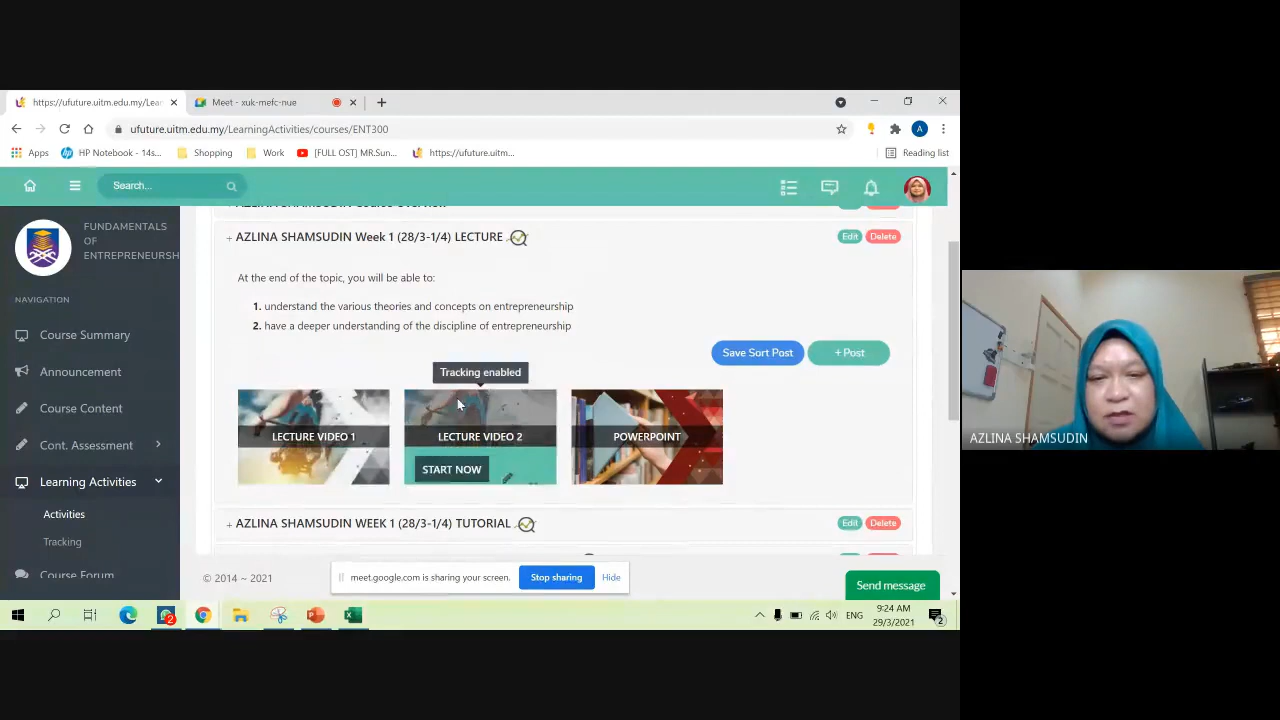 https://ufuture.uitm.edu.my/Lea
Meet - xuk-mefc-nue
ufuture.uitm.edu.my/LearningActivities/courses/ENT300
A
Apps
HP Notebook - 14s...
Shopping
Work
[FULL OST] MR.Sun...
https://ufuture.uitm...
Reading list
Search...
FUNDAMENTALS
OF
ENTREPRENEURSH
NAVIGATION
Course Summary
Announcement
Course Content
Cont. Assessment
Learning Activities
Activities
Tracking
Course Forum
AZLINA SHAMSUDIN Course Overview
+ AZLINA SHAMSUDIN Week 1 (28/3-1/4) LECTURE
Edit
Delete
At the end of the topic, you will be able to:
1. understand the various theories and concepts on entrepreneurship
2. have a deeper understanding of the discipline of entrepreneurship
Save Sort Post
+ Post
Tracking enabled
LECTURE VIDEO 1
LECTURE VIDEO 2
POWERPOINT
START NOW
+ AZLINA SHAMSUDIN WEEK 1 (28/3-1/4) TUTORIAL
Edit
Delete
© 2014 ~ 2021
meet.google.com is sharing your screen.
Stop sharing
Hide
Send message
2
ENG
9:24 AM
29/3/2021
2
AZLINA SHAMSUDIN